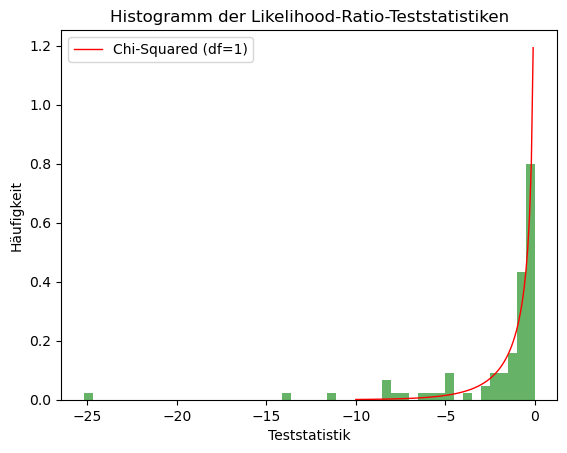 Histogramm der Likelihood-Ratio-Teststatistiken
Chi-Squared (df=1)
Häufigkeit
1.2
1.0
0.8
0.6
0.4
0.2
0.0
−25 −20 −15 −10 −5 0
Teststatistik